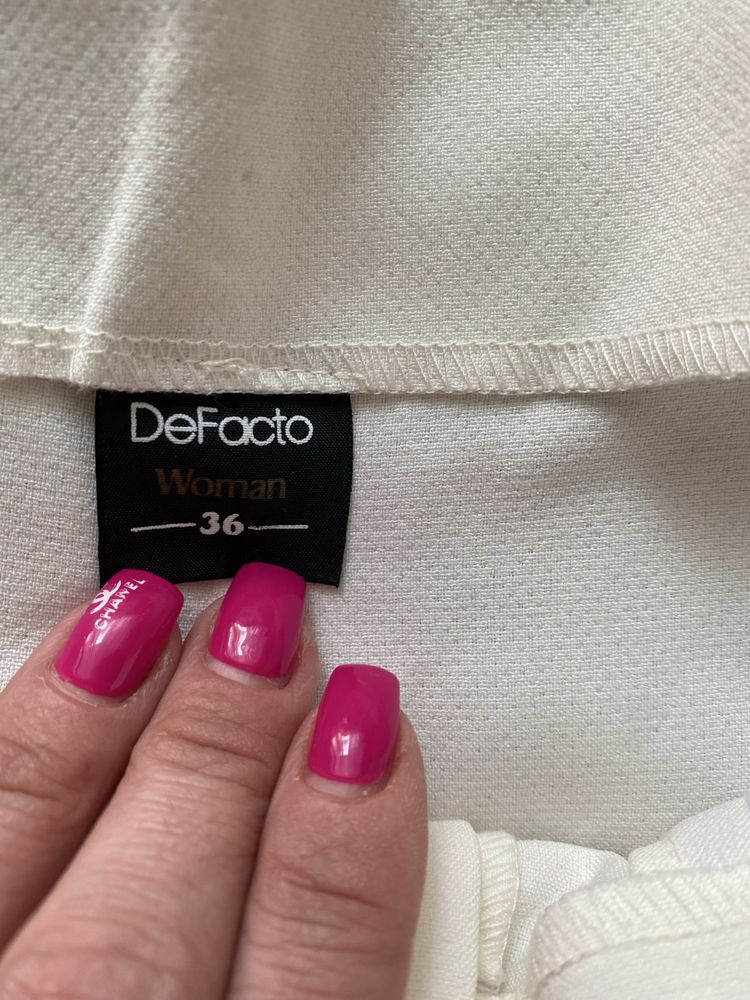 DeFacto
Woman
36
CHANEL